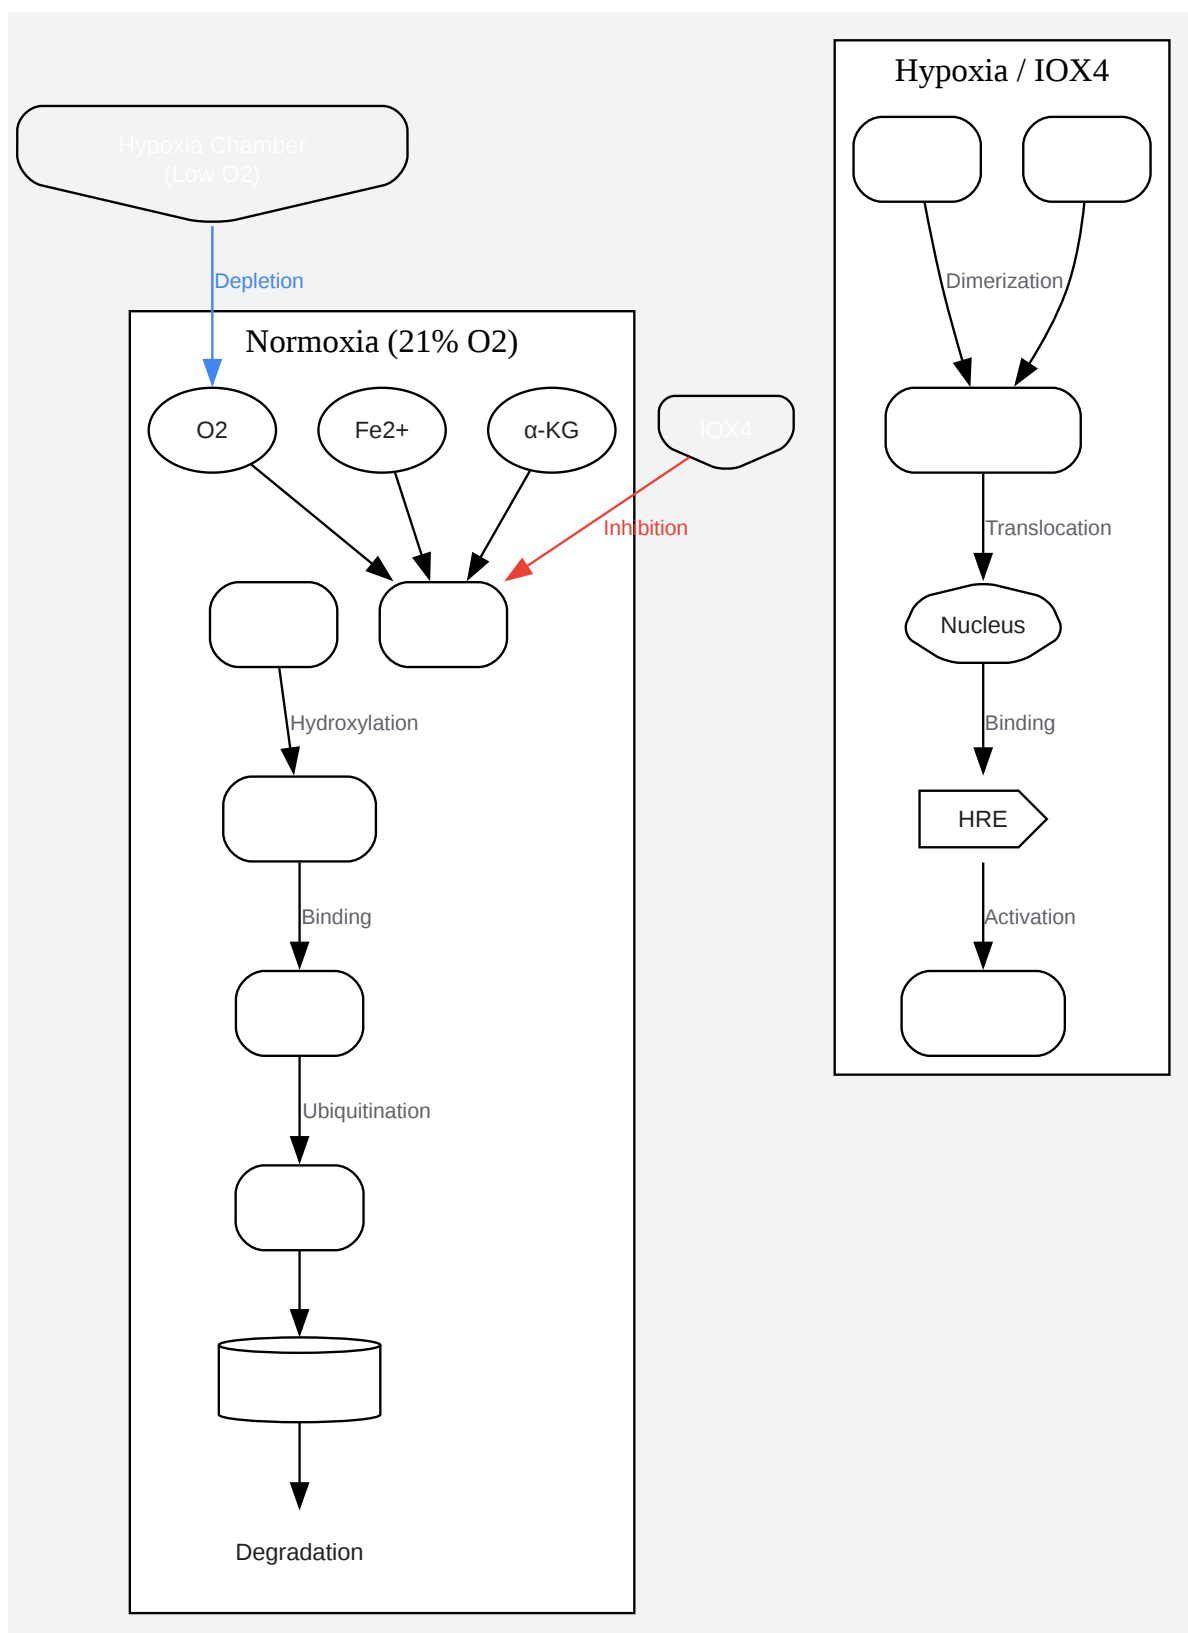 Hypoxia / IOX4
Hypoxia Chamber
(Low O2)
Depletion
Dimerization
Normoxia (21% O2)
O2
Fe2+
α-KG
IOX4
Inhibition
Translocation
Nucleus
Hydroxylation
Binding
HRE
Binding
Activation
Ubiquitination
Degradation